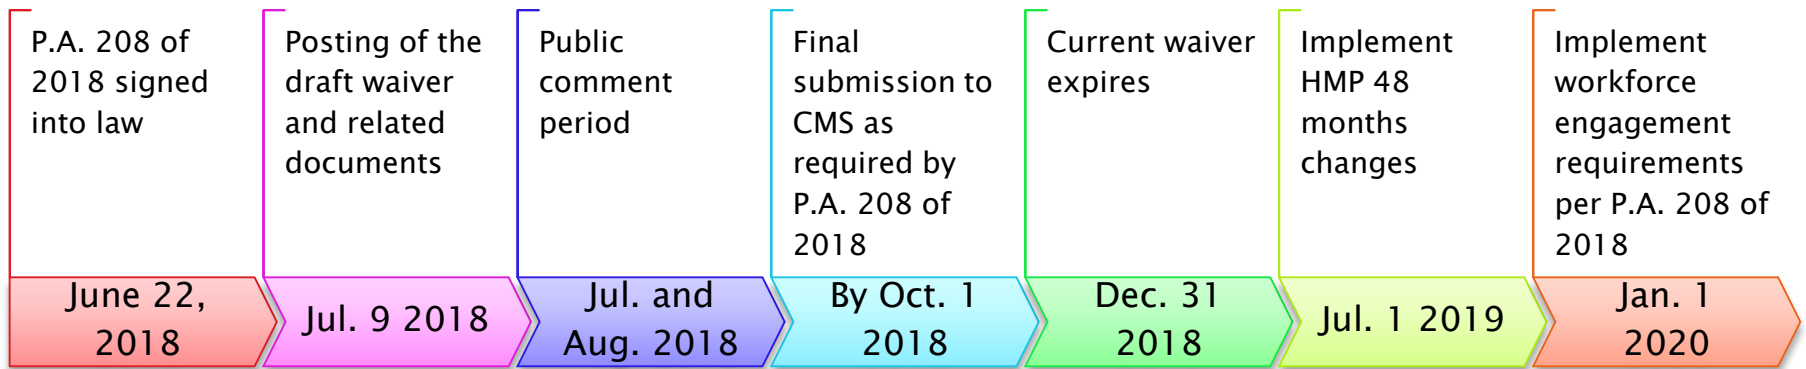 P.A. 208 of
2018 signed
into law
June 22,
2018
Posting of the
draft waiver
and related
documents
Jul. 9 2018
Public
comment
period
Jul. and
Aug. 2018
Final
submission to
CMS as
required by
P.A. 208 of
2018
By Oct. 1
2018
Current waiver
expires
Dec. 31
2018
Implement
HMP 48
months
changes
Jul. 1 2019
Implement
workforce
engagement
requirements
per P.A. 208 of
2018
Jan. 1
2020